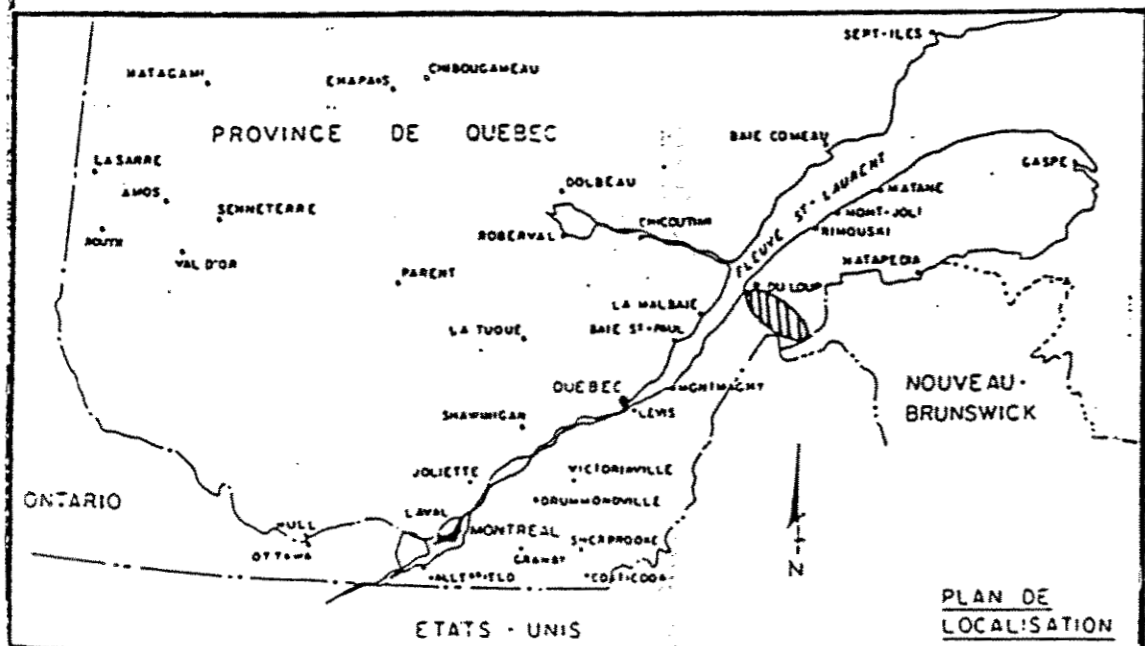 SEPT-ILES
MATAGAMI
CHAPAIS
CHIBOUGAMEAU
PROVINCE DE QUEBEC
BAIE COMEAU
LA SARRE
GASPE
AMOS
DOLBEAU
FLEUVE ST-LAURENT
MATANE
SENNETERRE
CHICOUTIMI
MONT-JOLI
ROUYN
ROBERVAL
RIMOUSKI
VAL D'OR
MATAPEDIA
PARENT
R. DU LOUP
LA MALBAIE
LA TUQUE
BAIE ST-PAUL
QUEBEC
MONTMAGNY
NOUVEAU-
BRUNSWICK
SHAWINIGAN
LEVIS
JOLIETTE
VICTORIAVILLE
ONTARIO
LAVAL
DRUMMONDVILLE
HULL
MONTREAL
SHERBROOKE
OTTAWA
GRANBY
COATICOOK
N
PLAN DE
LOCALISATION
ETATS-UNIS